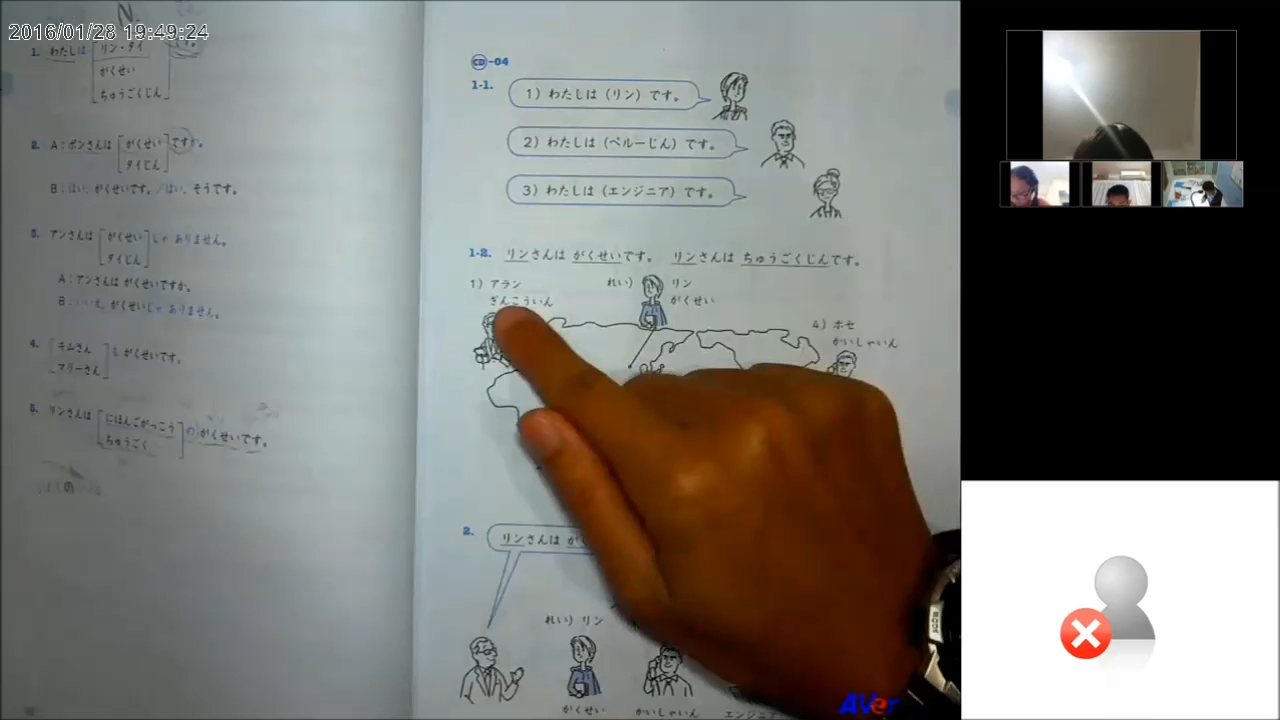 2016/01/28 19:49:24
N
1. わたしは リン・タイ です。
がくせい
ちゅうごくじん
2. A：ポンさんは がくせい ですか。
タイじん
B：はい、がくせいです。／はい、そうです。
3. アンさんは がくせい じゃ ありません。
タイじん
A：アンさんは がくせいですか。
B：いいえ、がくせいじゃ ありません。
4. キムさん も がくせいです。
マリーさん
5. リンさんは にほんごがっこう の がくせいです。
ちゅうごく
の
CD-04
1-1.
1）わたしは（リン）です。
2）わたしは（ペルーじん）です。
3）わたしは（エンジニア）です。
1-2. リンさんは がくせいです。 リンさんは ちゅうごくじんです。
1）アラン
ぎんこういん
れい） リン
がくせい
4）ホセ
かいしゃいん
2. リンさんは が
れい）リン
がくせい
かいしゃいん
エンジニア
AVer